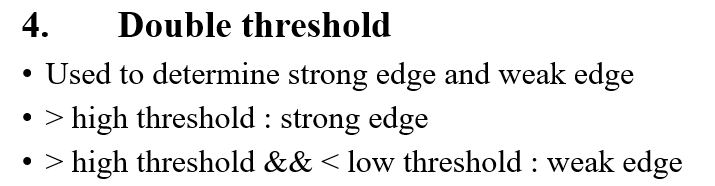 4. Double threshold
• Used to determine strong edge and weak edge
• > high threshold : strong edge
• > high threshold && < low threshold : weak edge